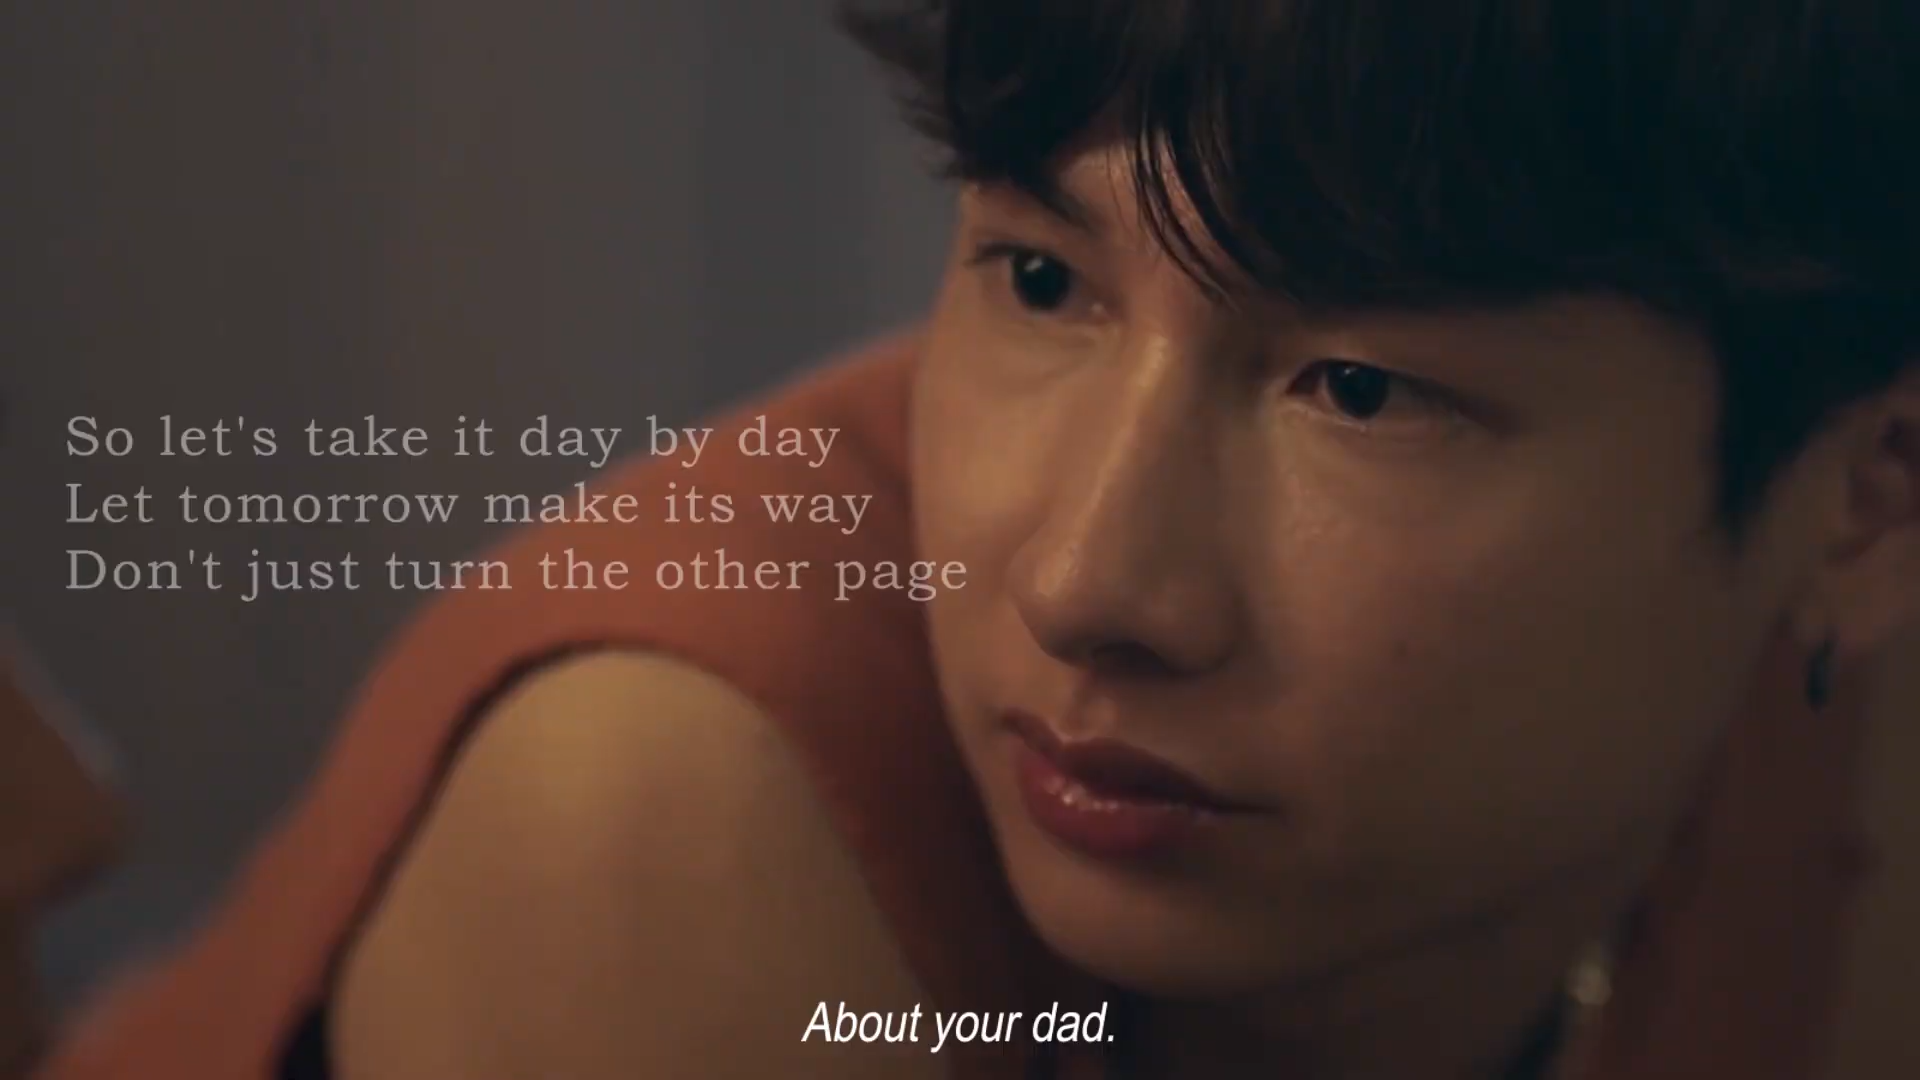 So let's take it day by day
Let tomorrow make its way
Don't just turn the other page
About your dad.